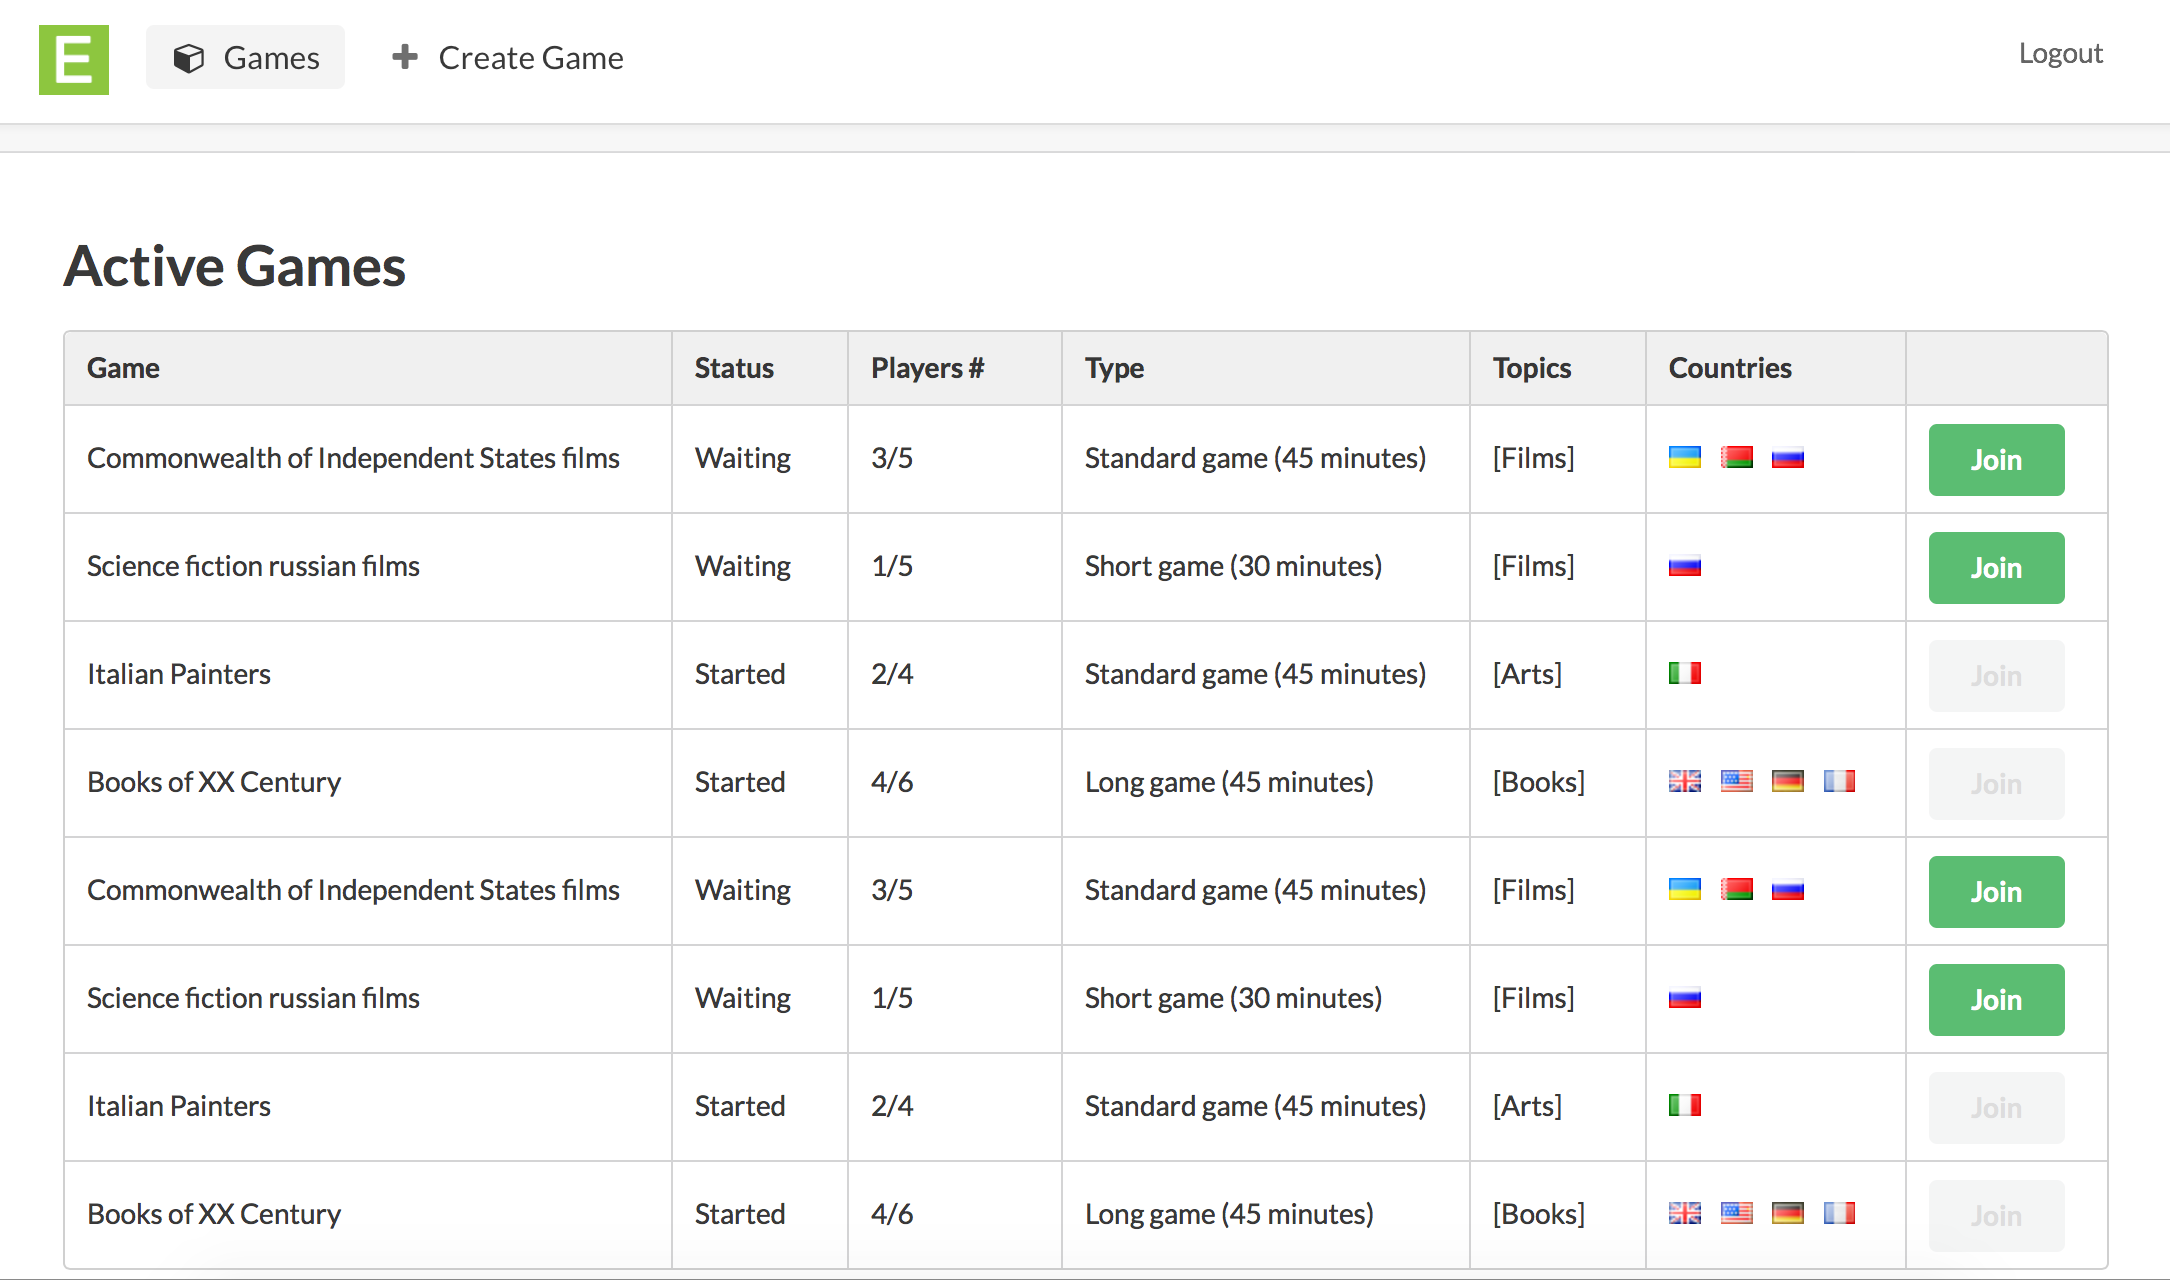 E Games Create Game Logout
Active Games
Game Status Players # Type Topics Countries
Commonwealth of Independent States films Waiting 3/5 Standard game (45 minutes) [Films] Join
Science fiction russian films Waiting 1/5 Short game (30 minutes) [Films] Join
Italian Painters Started 2/4 Standard game (45 minutes) [Arts] Join
Books of XX Century Started 4/6 Long game (45 minutes) [Books] Join
Commonwealth of Independent States films Waiting 3/5 Standard game (45 minutes) [Films] Join
Science fiction russian films Waiting 1/5 Short game (30 minutes) [Films] Join
Italian Painters Started 2/4 Standard game (45 minutes) [Arts] Join
Books of XX Century Started 4/6 Long game (45 minutes) [Books] Join